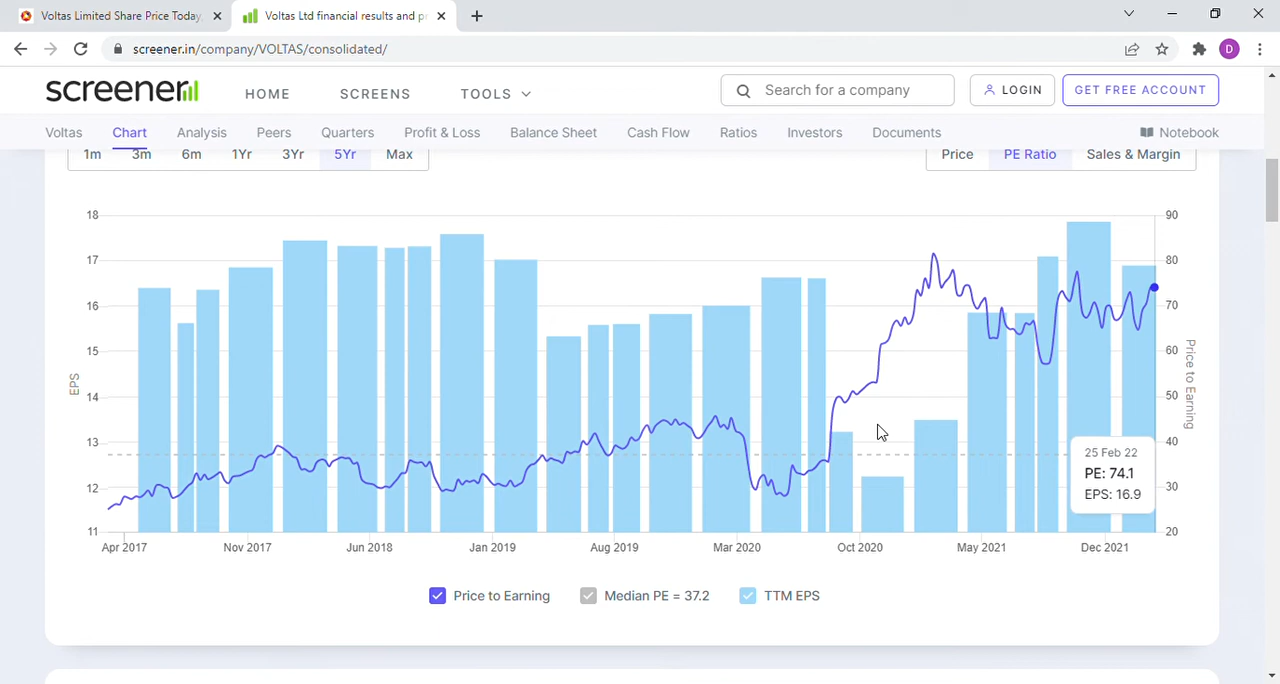 Voltas Limited Share Price Today
Voltas Ltd financial results and pr
screener.in/company/VOLTAS/consolidated/
D
screener
HOME
SCREENS
TOOLS
Search for a company
LOGIN
GET FREE ACCOUNT
Voltas
Chart
Analysis
Peers
Quarters
Profit & Loss
Balance Sheet
Cash Flow
Ratios
Investors
Documents
Notebook
1m
3m
6m
1Yr
3Yr
5Yr
Max
Price
PE Ratio
Sales & Margin
18
17
16
15
14
13
12
11
EPS
90
80
70
60
50
40
30
20
Price to Earning
25 Feb 22
PE: 74.1
EPS: 16.9
Apr 2017
Nov 2017
Jun 2018
Jan 2019
Aug 2019
Mar 2020
Oct 2020
May 2021
Dec 2021
Price to Earning
Median PE = 37.2
TTM EPS